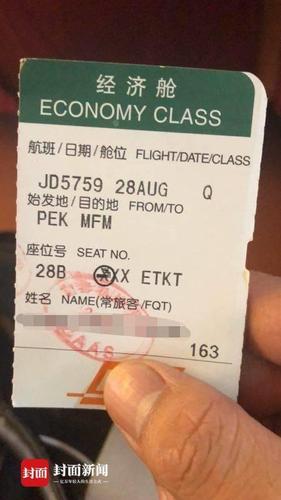 经济舱
ECONOMY CLASS
航班/日期/舱位 FLIGHT/DATE/CLASS
JD5759 28AUG Q
始发地/目的地 FROM/TO
PEK MFM
座位号 SEAT NO.
28B XX ETKT
姓名 NAME(常旅客/FQT)
163
封面 封面新闻